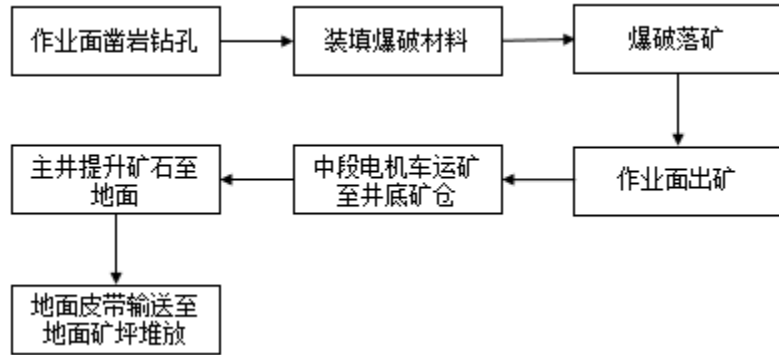 作业面凿岩钻孔
装填爆破材料
爆破落矿
作业面出矿
中段电机车运矿
至井底矿仓
主井提升矿石至
地面
地面皮带输送至
地面矿坪堆放